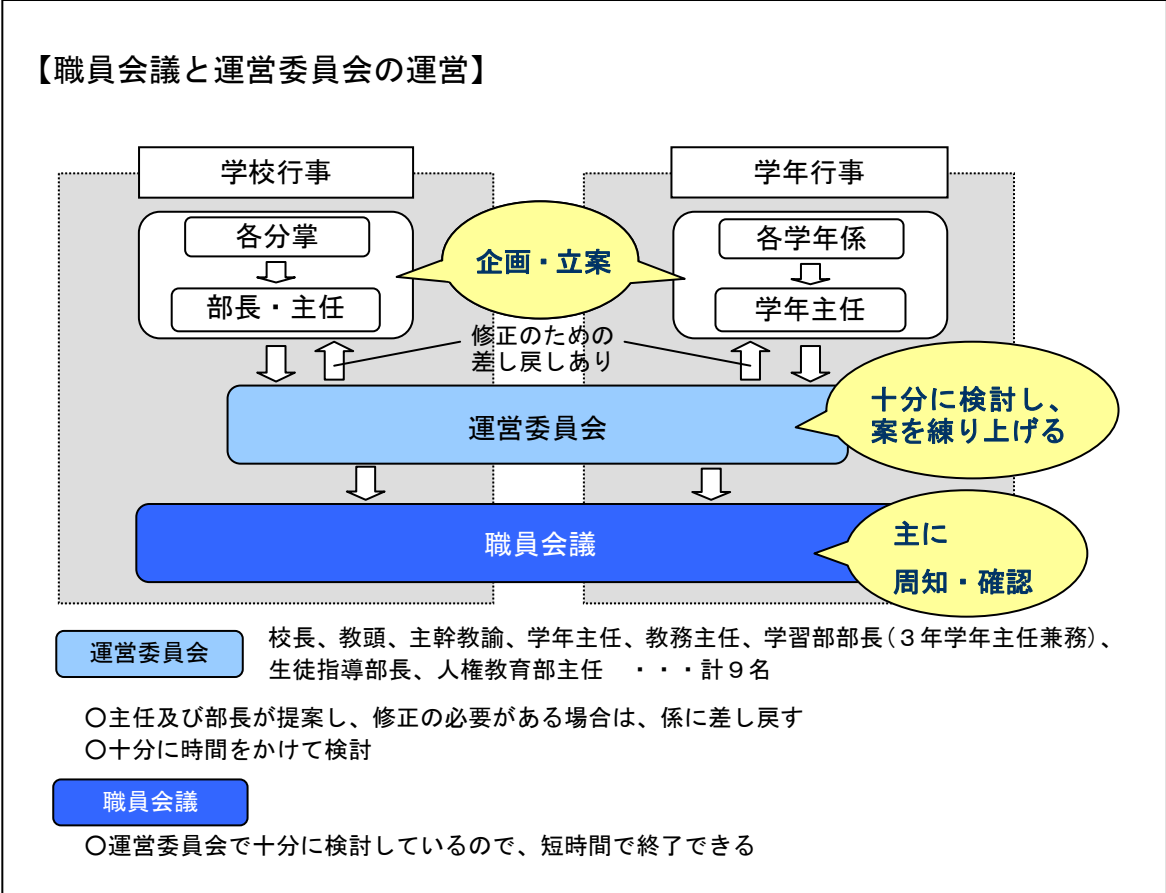 【職員会議と運営委員会の運営】
学校行事
学年行事
各分掌
部長・主任
企画・立案
各学年係
学年主任
修正のための
差し戻しあり
運営委員会
十分に検討し、
案を練り上げる
職員会議
主に
周知・確認
運営委員会
校長、教頭、主幹教諭、学年主任、教務主任、学習部部長(3年学年主任兼務)、
生徒指導部長、人権教育部主任 ・・・計9名
○主任及び部長が提案し、修正の必要がある場合は、係に差し戻す
○十分に時間をかけて検討
職員会議
○運営委員会で十分に検討しているので、短時間で終了できる